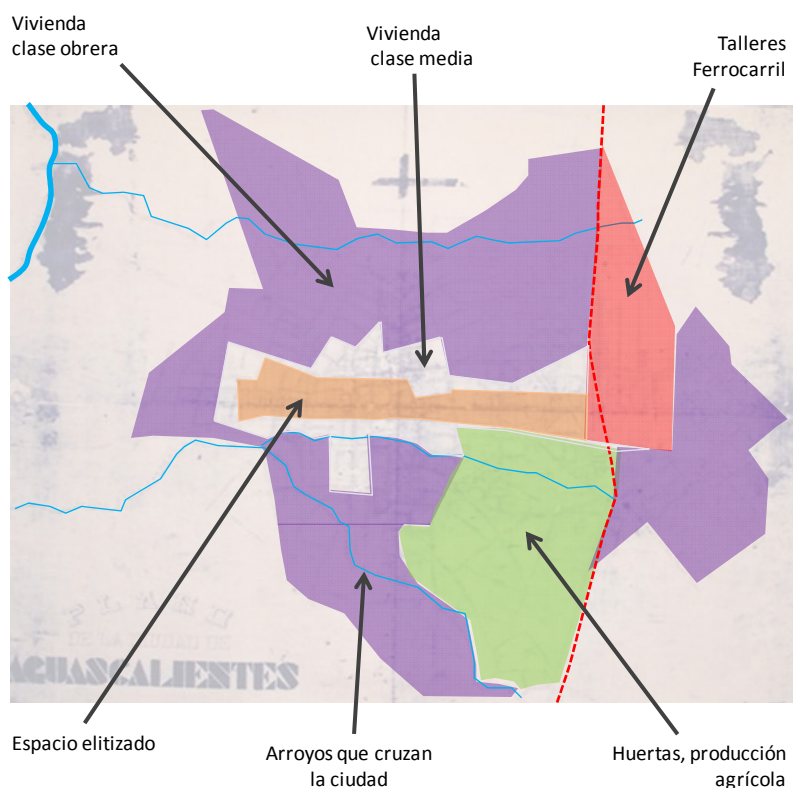 Vivienda
clase obrera
Vivienda
clase media
Talleres
Ferrocarril
AGUASCALIENTES
Espacio elitizado
Arroyos que cruzan
la ciudad
Huertas, producción
agrícola